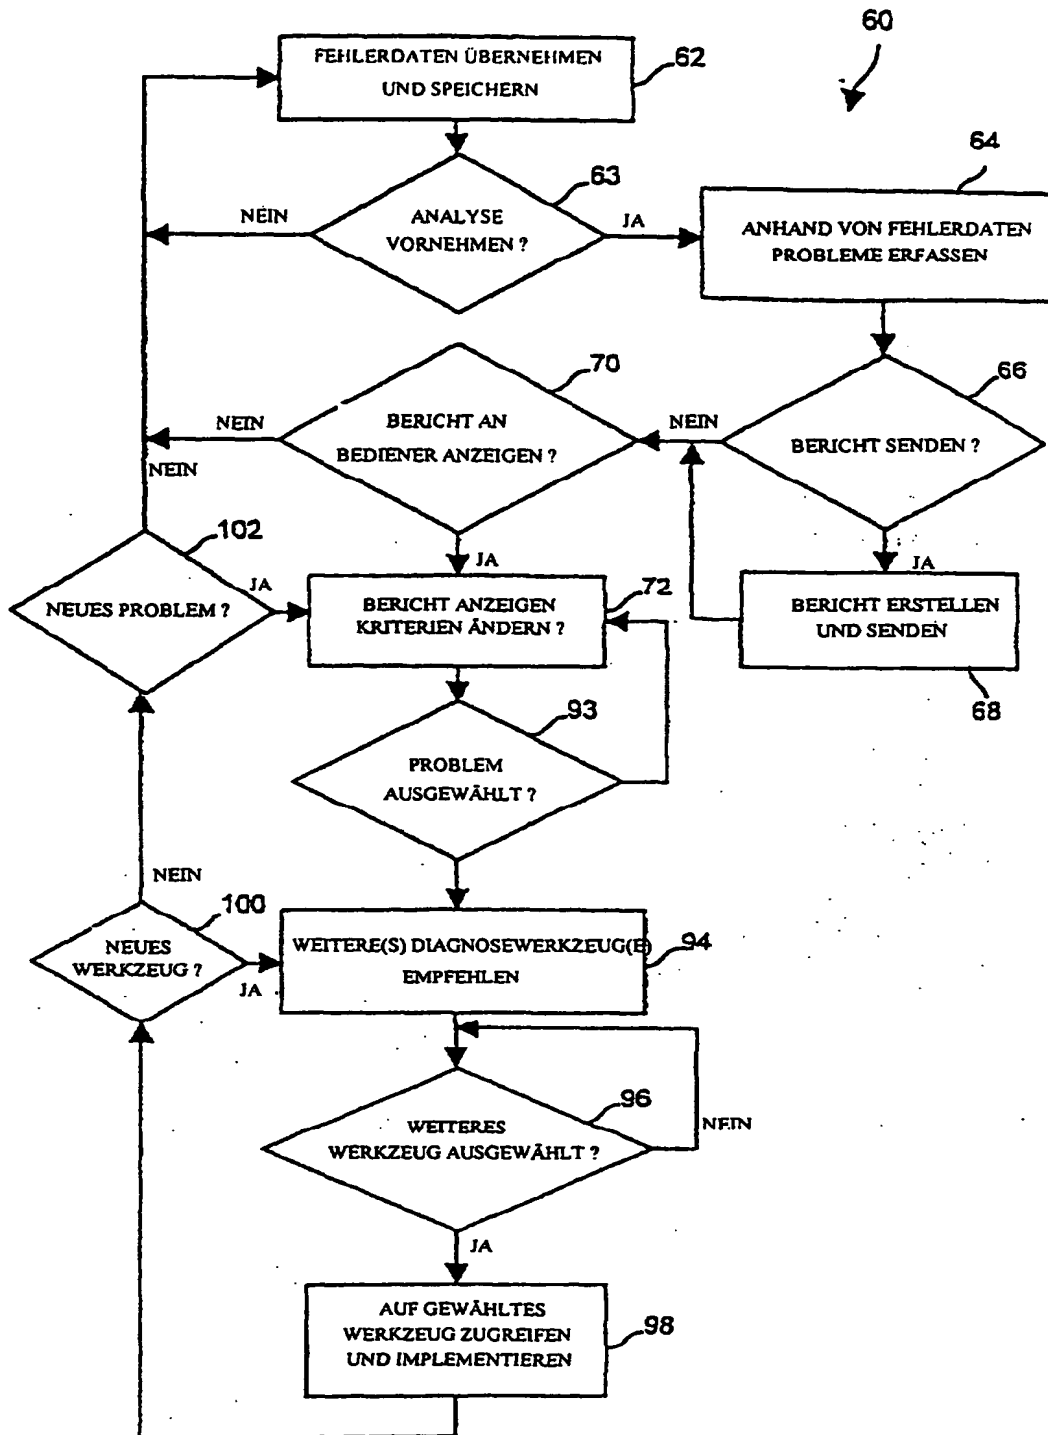 60
FEHLERDATEN ÜBERNEHMEN
UND SPEICHERN
62
63
64
NEIN
ANALYSE
VORNEHMEN ?
JA
ANHAND VON FEHLERDATEN
PROBLEME ERFASSEN
70
66
NEIN
BERICHT AN
BEDIENER ANZEIGEN ?
NEIN
BERICHT SENDEN ?
NEIN
102
JA
JA
NEUES PROBLEM ?
JA
BERICHT ANZEIGEN
KRITERIEN ÄNDERN ?
72
BERICHT ERSTELLEN
UND SENDEN
68
93
PROBLEM
AUSGEWÄHLT ?
NEIN
100
NEUES
WERKZEUG ?
JA
WEITERE(S) DIAGNOSEWERKZEUG(E)
EMPFEHLEN
94
96
WEITERES
WERKZEUG AUSGEWÄHLT ?
NEIN
JA
AUF GEWÄHLTES
WERKZEUG ZUGREIFEN
UND IMPLEMENTIEREN
98